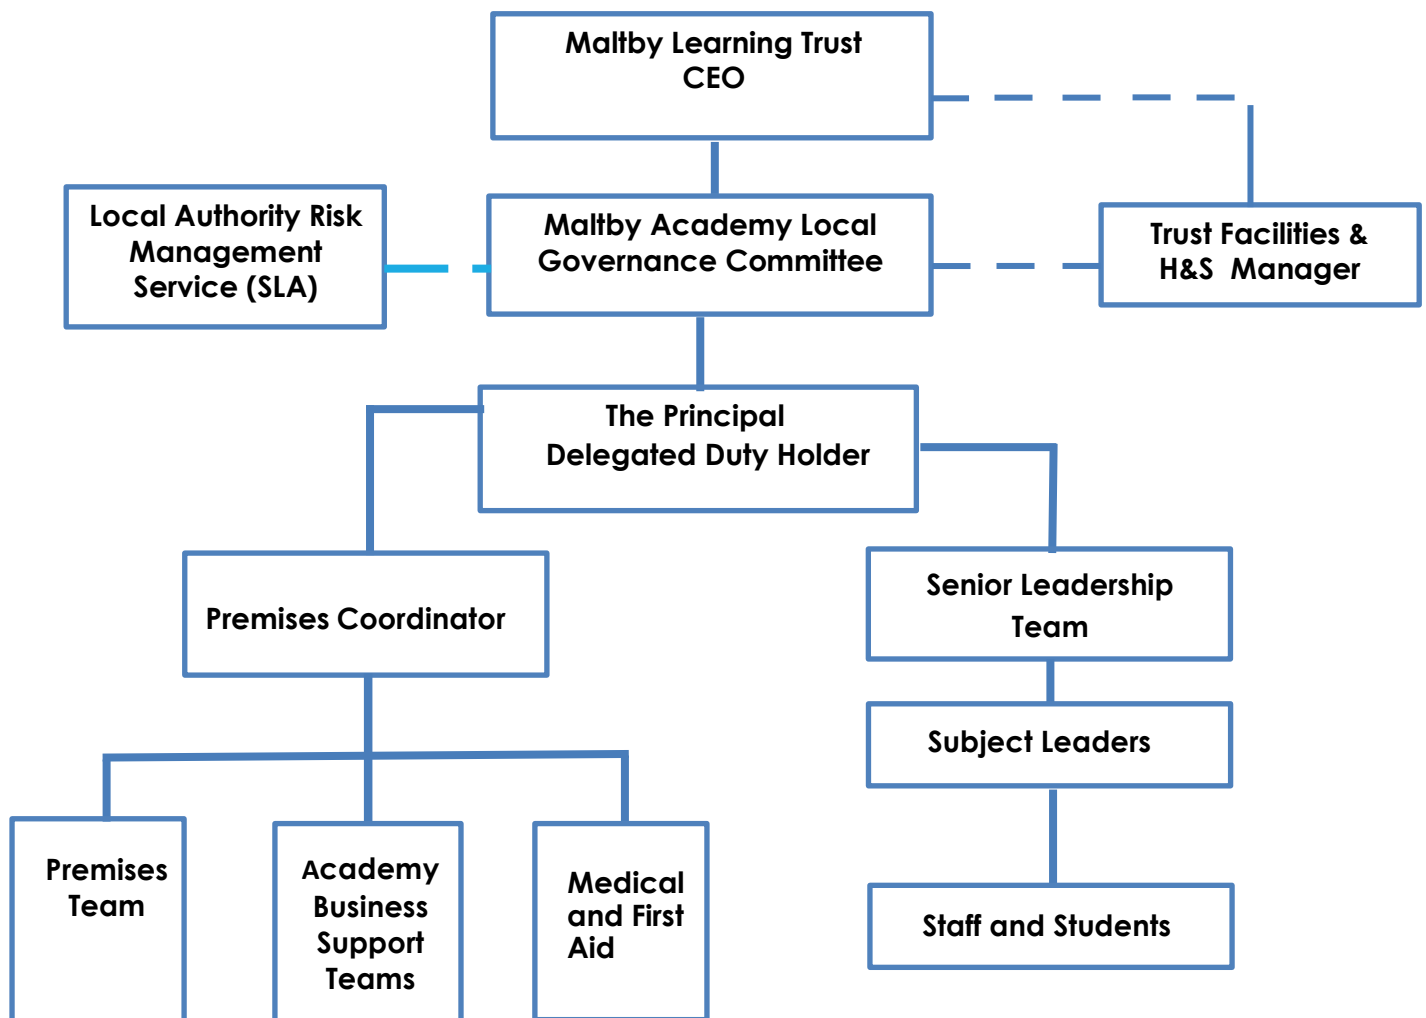 Maltby Learning Trust
CEO
Local Authority Risk
Management
Service (SLA)
Maltby Academy Local
Governance Committee
Trust Facilities &
H&S  Manager
The Principal
Delegated Duty Holder
Premises Coordinator
Senior Leadership
Team
Subject Leaders
Premises
Team
Academy
Business
Support
Teams
Medical
and First
Aid
Staff and Students